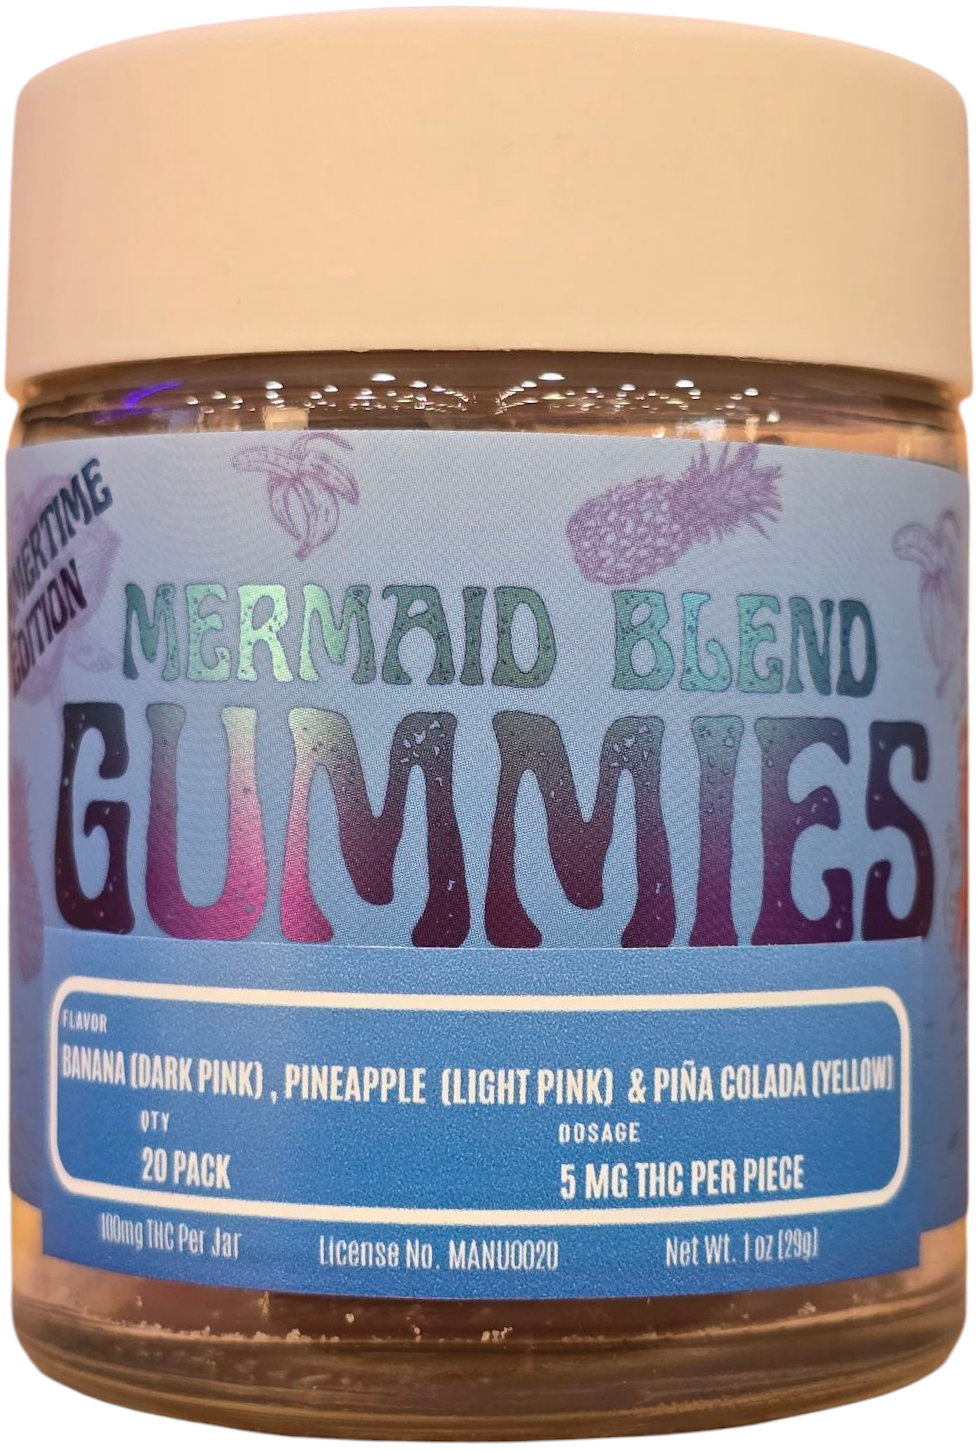 EDITION
MERMAID BLEND
GUMMIES
FLAVOR
BANANA (DARK PINK) , PINEAPPLE (LIGHT PINK) & PIÑA COLADA (YELLOW)
QTY DOSAGE
20 PACK 5 MG THC PER PIECE
100mg THC Per Jar License No. MANU0020 Net Wt. 1 oz (29g)